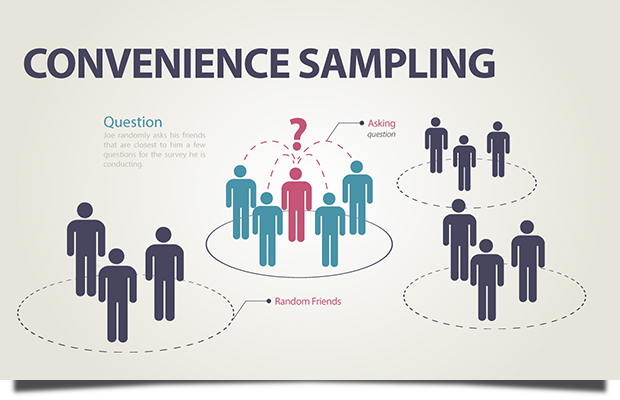 CONVENIENCE SAMPLING
Question
Joe randomly asks his friends
that are closest to him a few
questions for the survey he is
conducting.
?
Asking
question
Random Friends